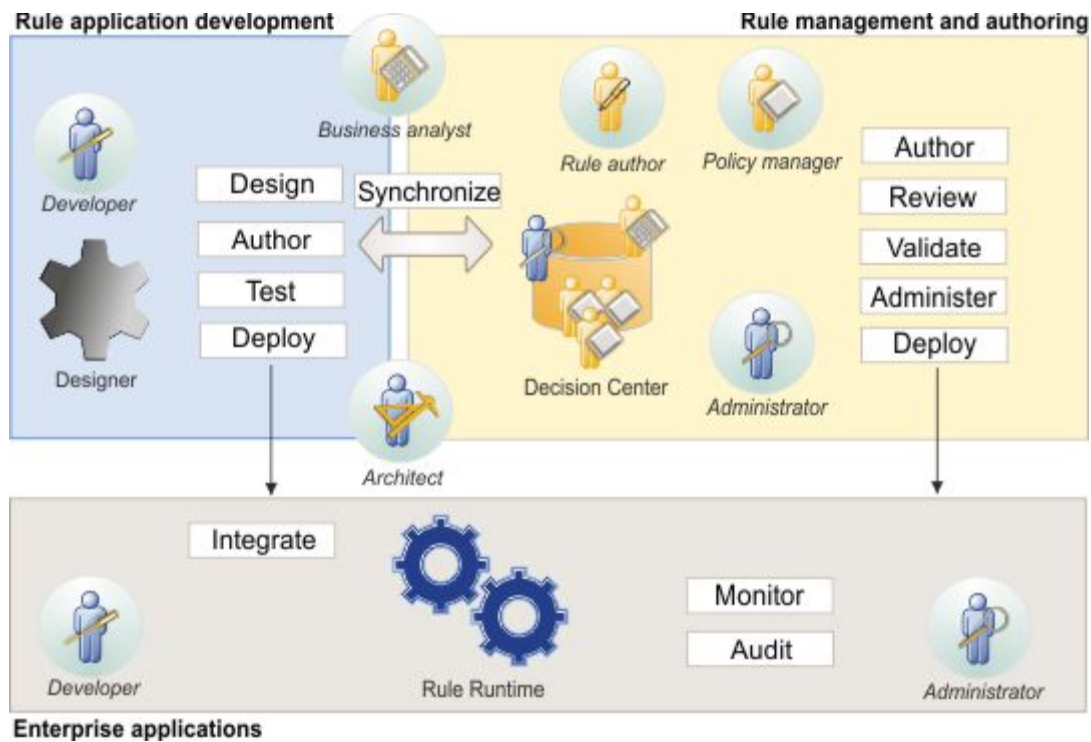 Rule application development
Rule management and authoring
Business analyst
Developer
Rule author
Policy manager
Design
Author
Test
Deploy
Synchronize
Designer
Decision Center
Architect
Administrator
Author
Review
Validate
Administer
Deploy
Integrate
Developer
Rule Runtime
Monitor
Audit
Administrator
Enterprise applications